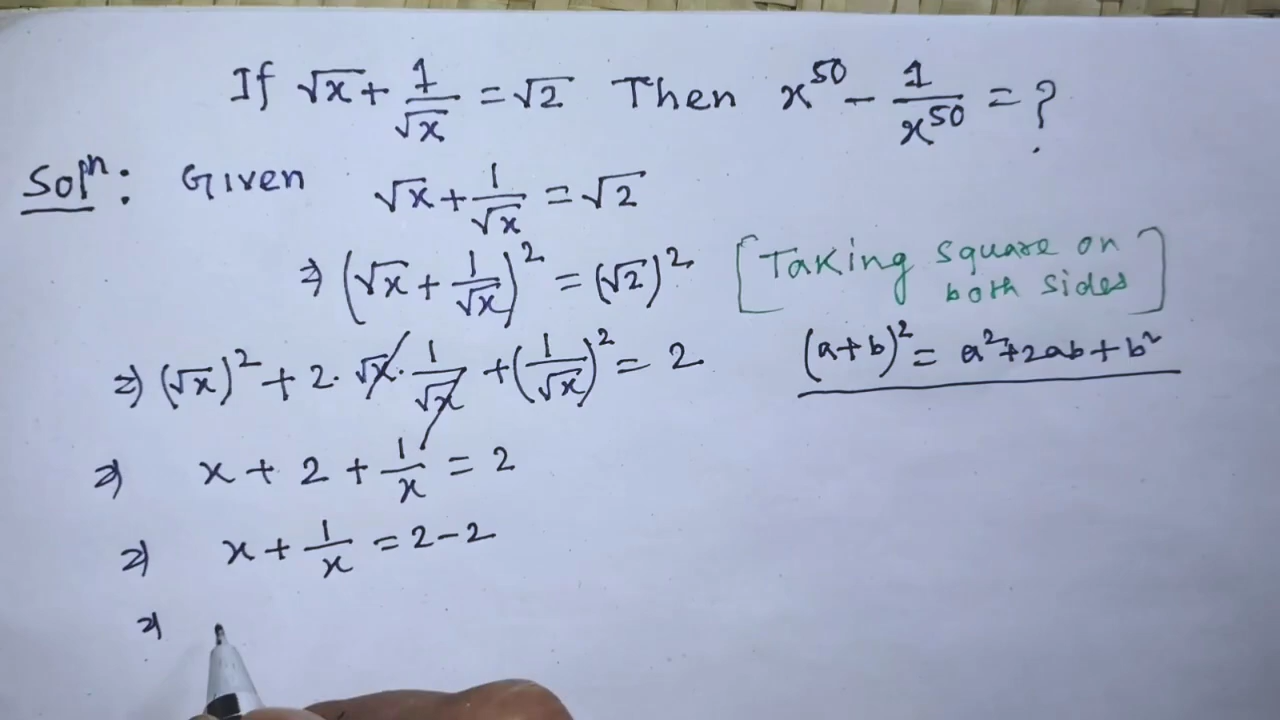 If √x + 1/√x = √2 Then x^50 - 1/x^50 = ?
Solⁿ: Given √x + 1/√x = √2
⇒ (√x + 1/√x)² = (√2)² [Taking square on both sides]
⇒ (√x)² + 2·√x·1/√x + (1/√x)² = 2 (a+b)² = a²+2ab+b²
⇒ x + 2 + 1/x = 2
⇒ x + 1/x = 2-2
⇒